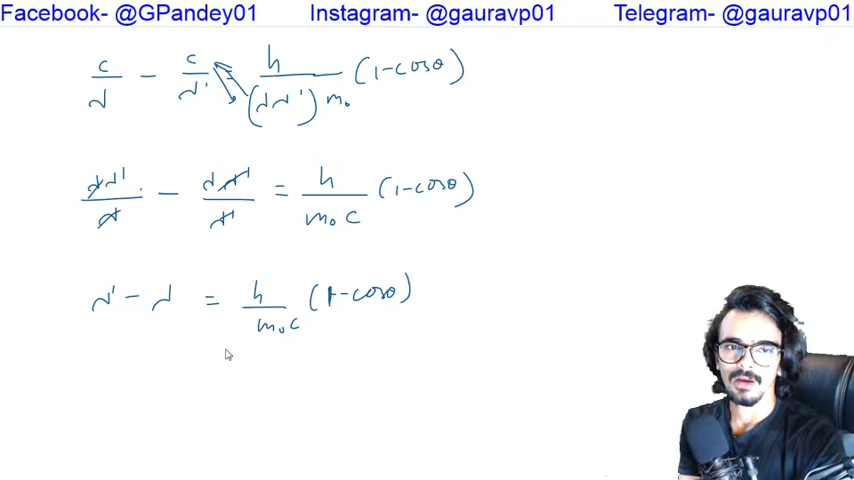 Facebook- @GPandey01 Instagram- @gauravp01 Telegram- @gauravp01
c/λ − c/λ' = h/(λλ')m₀ (1-cosθ)
λλ'/λ − λλ'/λ' = h/m₀c (1-cosθ)
λ' − λ = h/m₀c (1-cosθ)